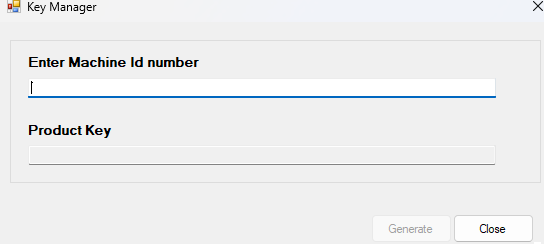 Key Manager
Enter Machine Id number
Product Key
Generate
Close